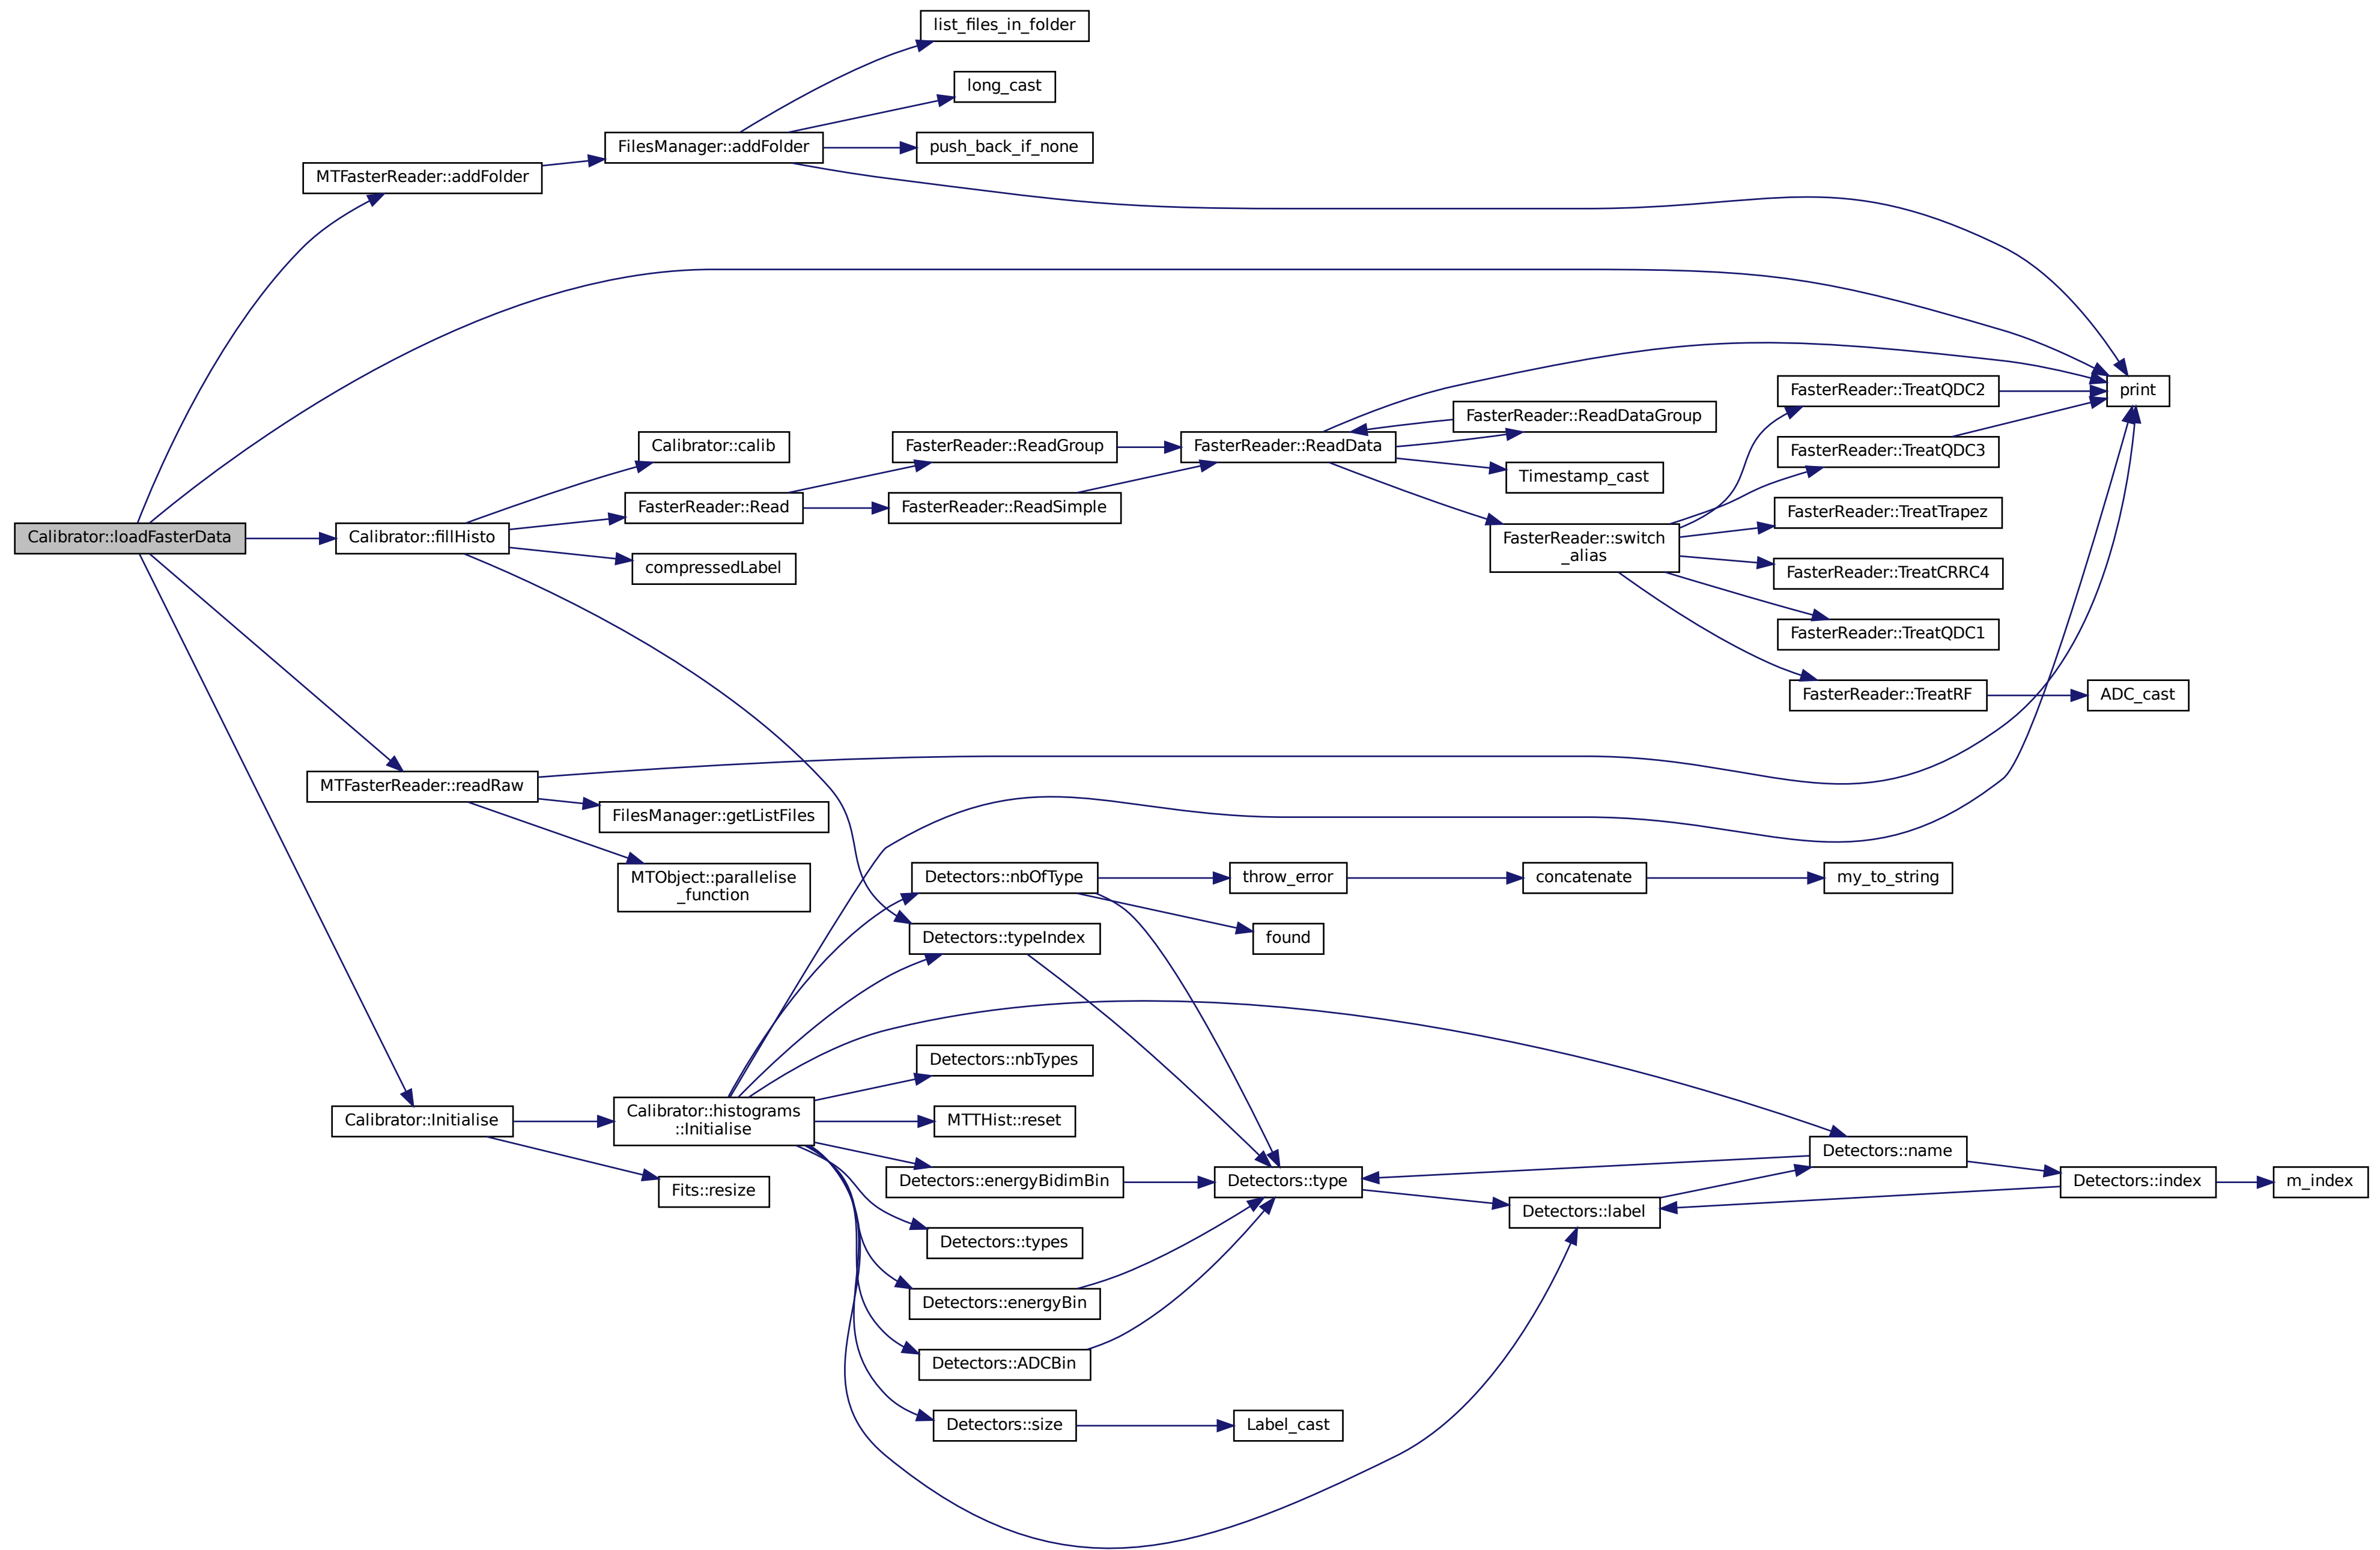 list_files_in_folder
long_cast
FilesManager::addFolder
push_back_if_none
MTFasterReader::addFolder
print
FasterReader::TreatQDC2
FasterReader::ReadDataGroup
Calibrator::calib
FasterReader::ReadGroup
FasterReader::ReadData
FasterReader::TreatQDC3
Timestamp_cast
FasterReader::Read
FasterReader::ReadSimple
FasterReader::TreatTrapez
Calibrator::loadFasterData
Calibrator::fillHisto
FasterReader::switch
_alias
compressedLabel
FasterReader::TreatCRRC4
FasterReader::TreatQDC1
FasterReader::TreatRF
ADC_cast
MTFasterReader::readRaw
FilesManager::getListFiles
MTObject::parallelise
_function
Detectors::nbOfType
throw_error
concatenate
my_to_string
Detectors::typeIndex
found
Detectors::nbTypes
Calibrator::Initialise
Calibrator::histograms
::Initialise
MTTHist::reset
Detectors::name
Fits::resize
Detectors::energyBidimBin
Detectors::type
Detectors::index
m_index
Detectors::label
Detectors::types
Detectors::energyBin
Detectors::ADCBin
Detectors::size
Label_cast